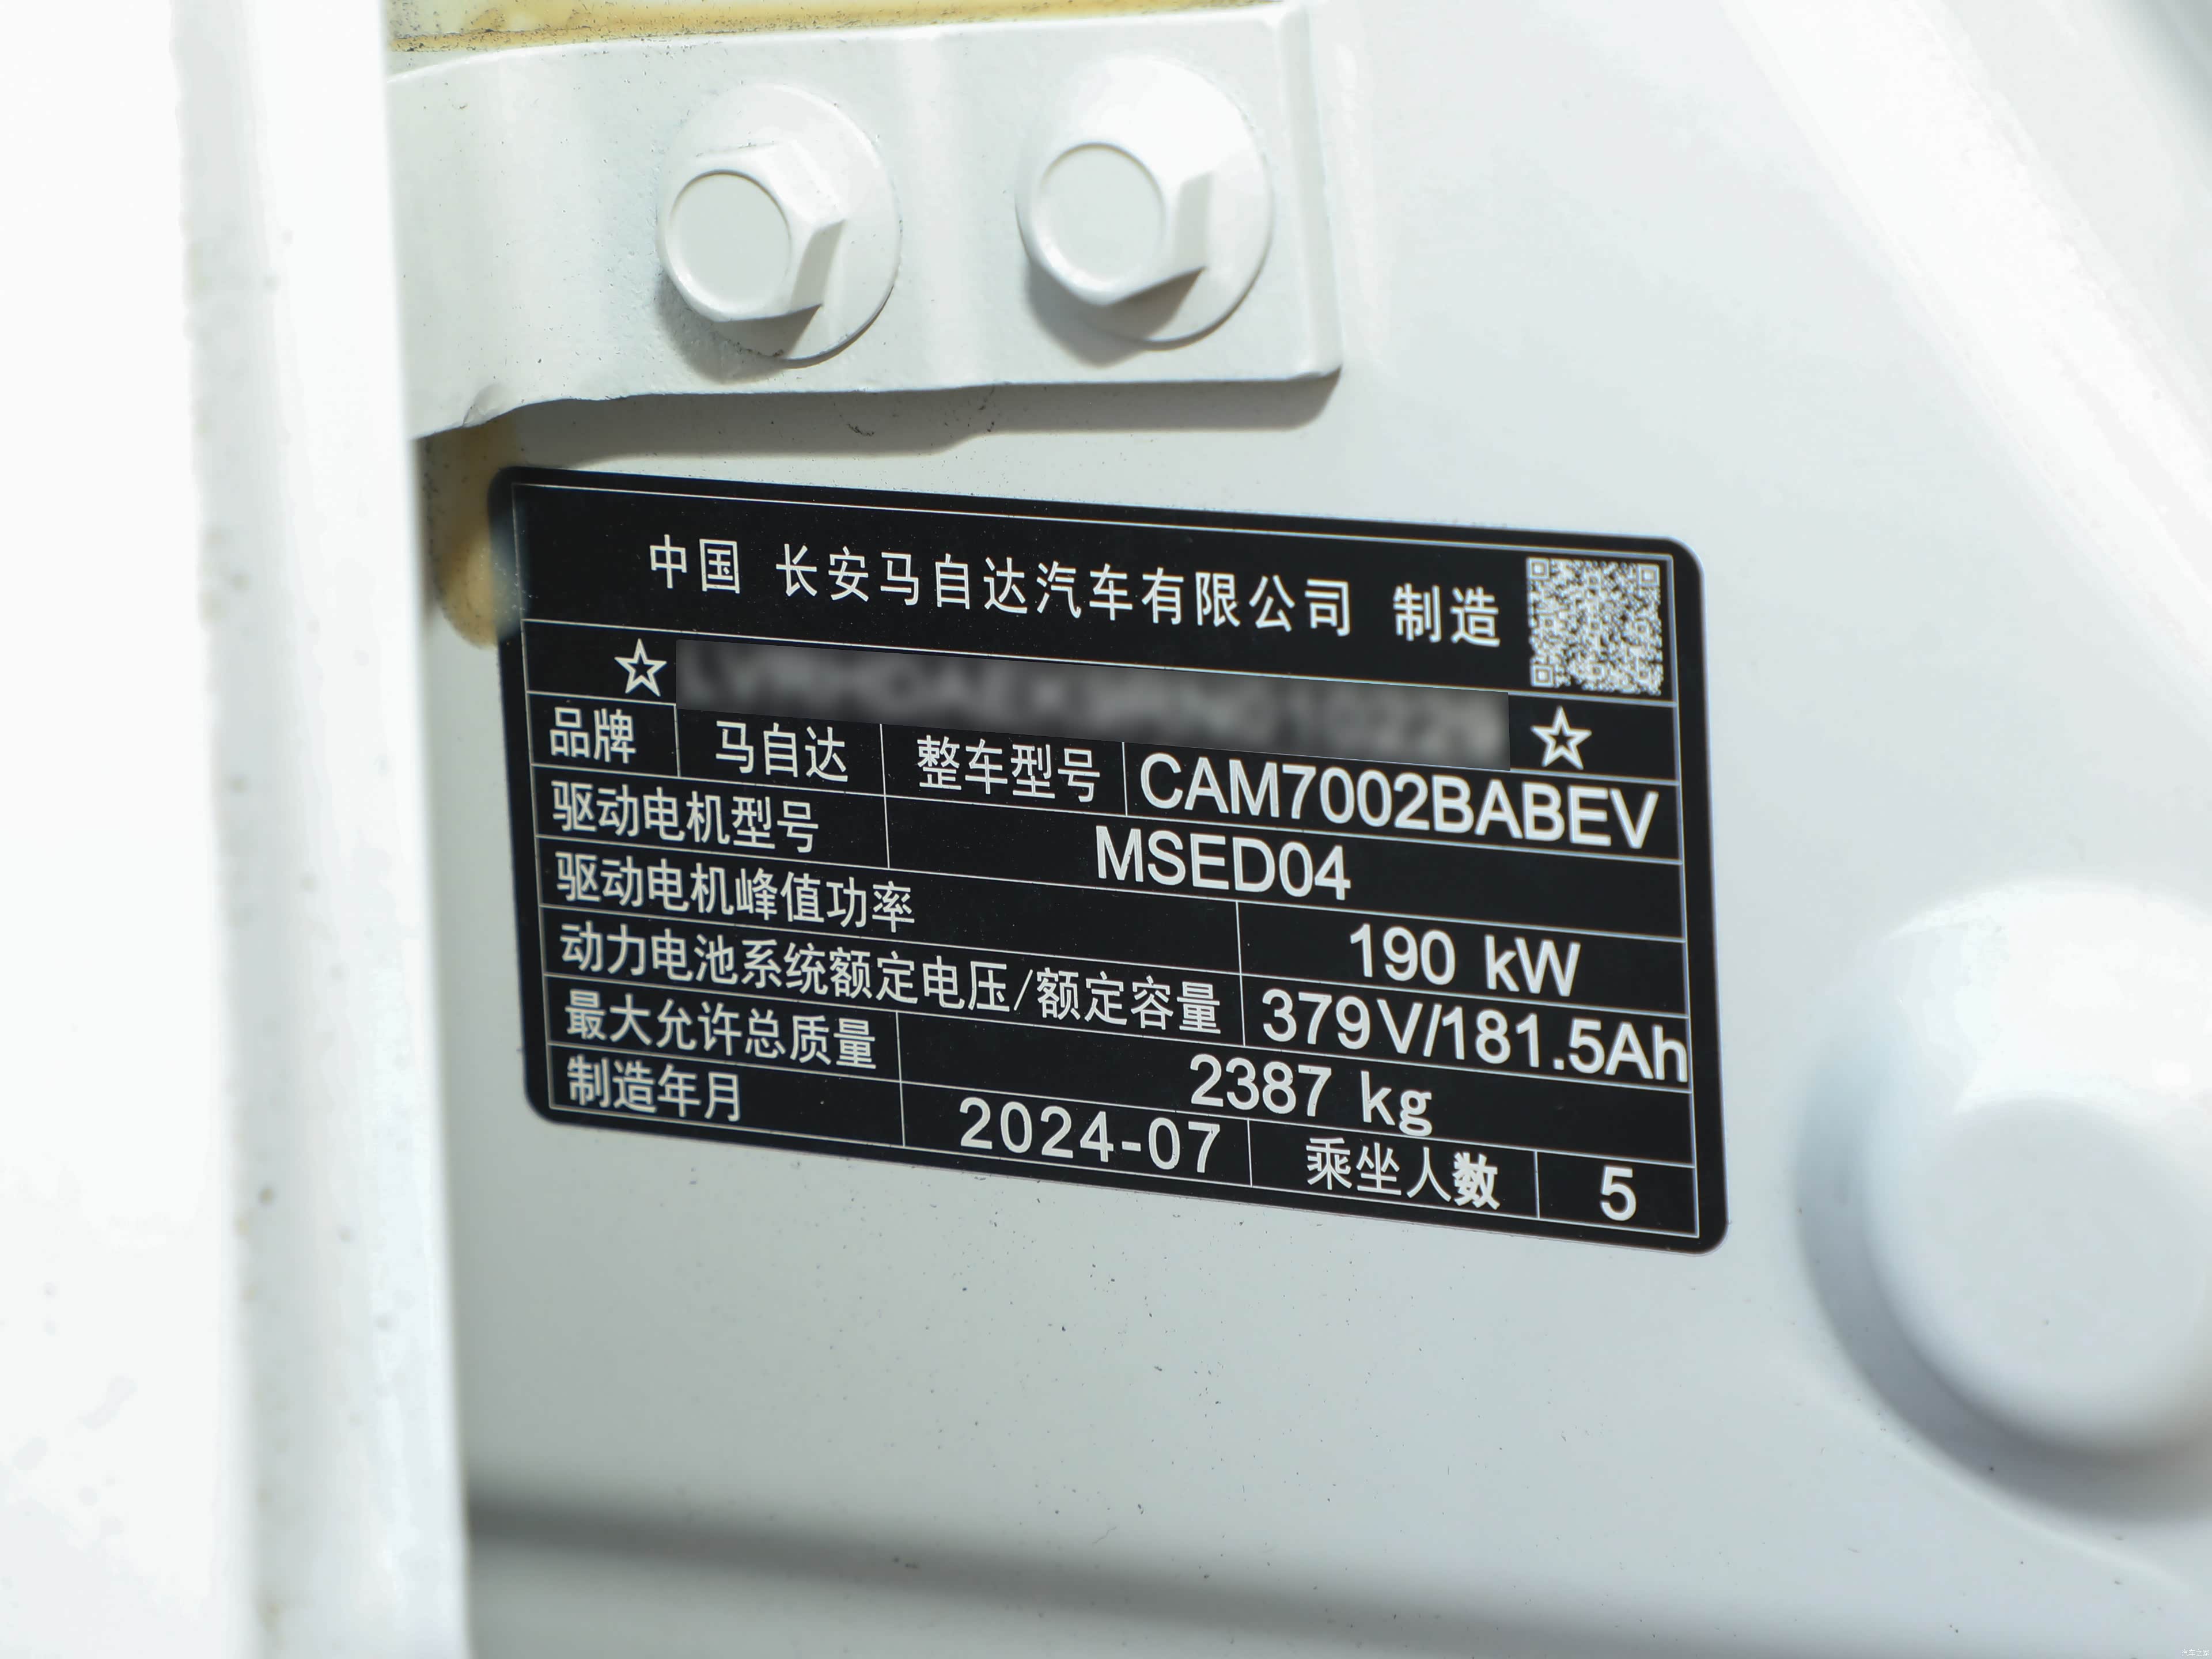 中国 长安马自达汽车有限公司 制造
☆ ☆
品牌 马自达 整车型号 CAM7002BABEV
驱动电机型号 MSED04
驱动电机峰值功率 190 kW
动力电池系统额定电压/额定容量 379V/181.5Ah
最大允许总质量 2387 kg
制造年月 2024-07 乘坐人数 5
汽车之家